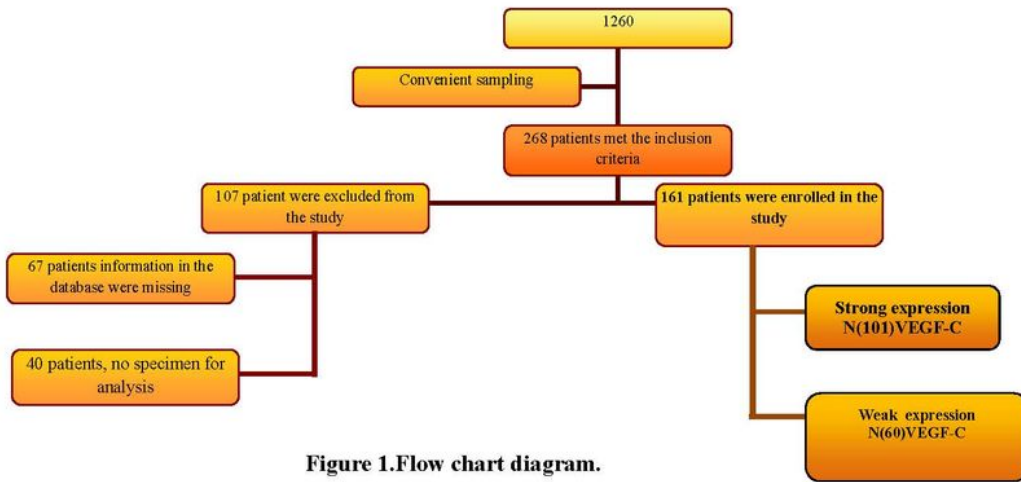 1260
Convenient sampling
268 patients met the inclusion
criteria
107 patient were excluded from
the study
161 patients were enrolled in the
study
67 patients information in the
database were missing
40 patients, no specimen for
analysis
Strong expression
N(101)VEGF-C
Weak expression
N(60)VEGF-C
Figure 1.Flow chart diagram.